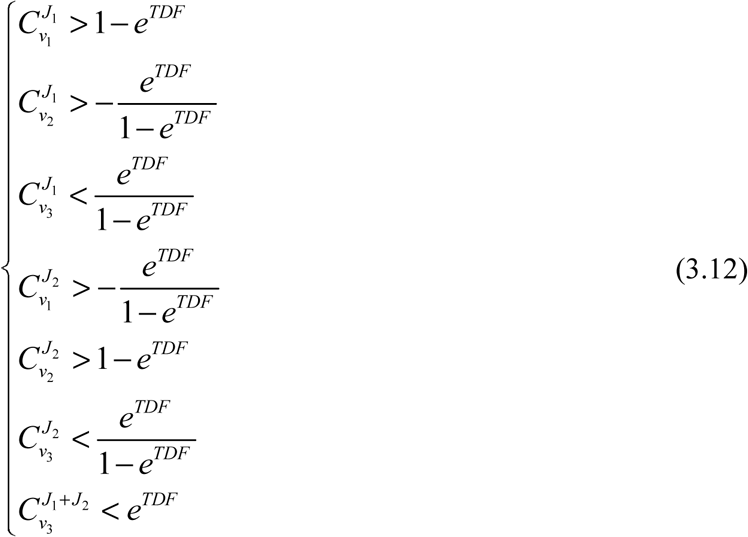 C_{v_1}^{J_1} > 1 - e^{TDF}
C_{v_2}^{J_1} > -\frac{e^{TDF}}{1 - e^{TDF}}
C_{v_3}^{J_1} < \frac{e^{TDF}}{1 - e^{TDF}}
C_{v_1}^{J_2} > -\frac{e^{TDF}}{1 - e^{TDF}} (3.12)
C_{v_2}^{J_2} > 1 - e^{TDF}
C_{v_3}^{J_2} < \frac{e^{TDF}}{1 - e^{TDF}}
C_{v_3}^{J_1 + J_2} < e^{TDF}